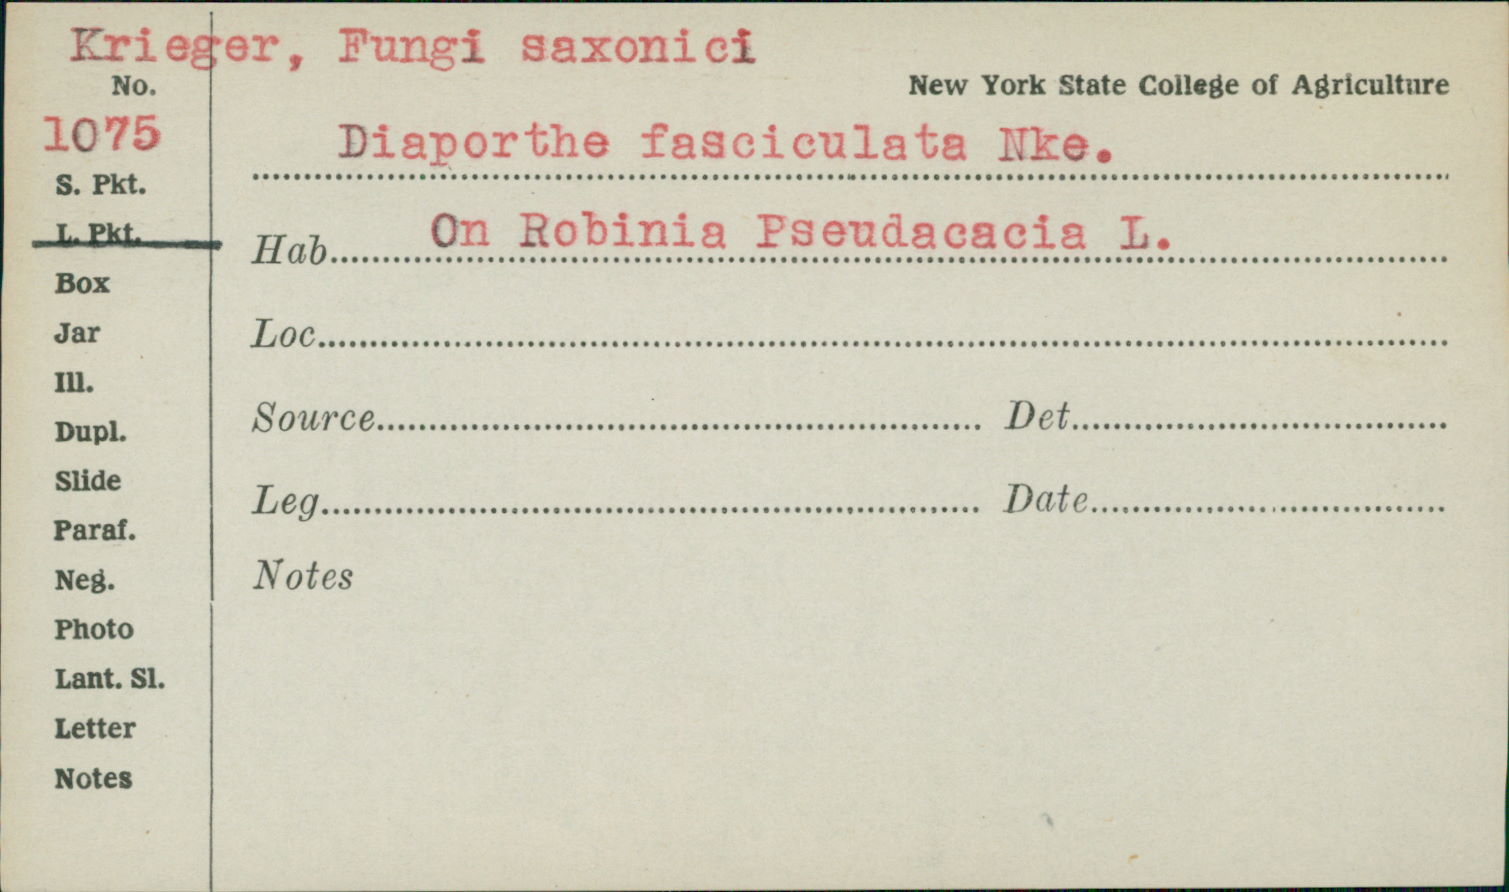 Krieger, Fungi saxonici
No.
New York State College of Agriculture
1075
Diaporthe fasciculata Nke.
S. Pkt.
L. Pkt.
Hab. On Robinia Pseudacacia L.
Box
Jar
Loc.
Ill.
Source Det.
Dupl.
Slide
Leg. Date
Paraf.
Neg.
Notes
Photo
Lant. Sl.
Letter
Notes